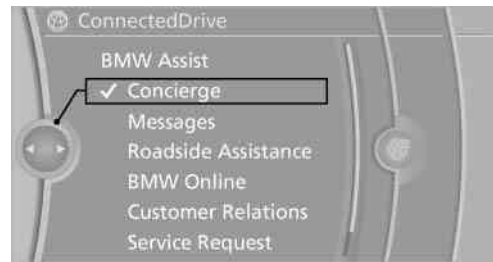 ConnectedDrive
BMW Assist
✓ Concierge
Messages
Roadside Assistance
BMW Online
Customer Relations
Service Request